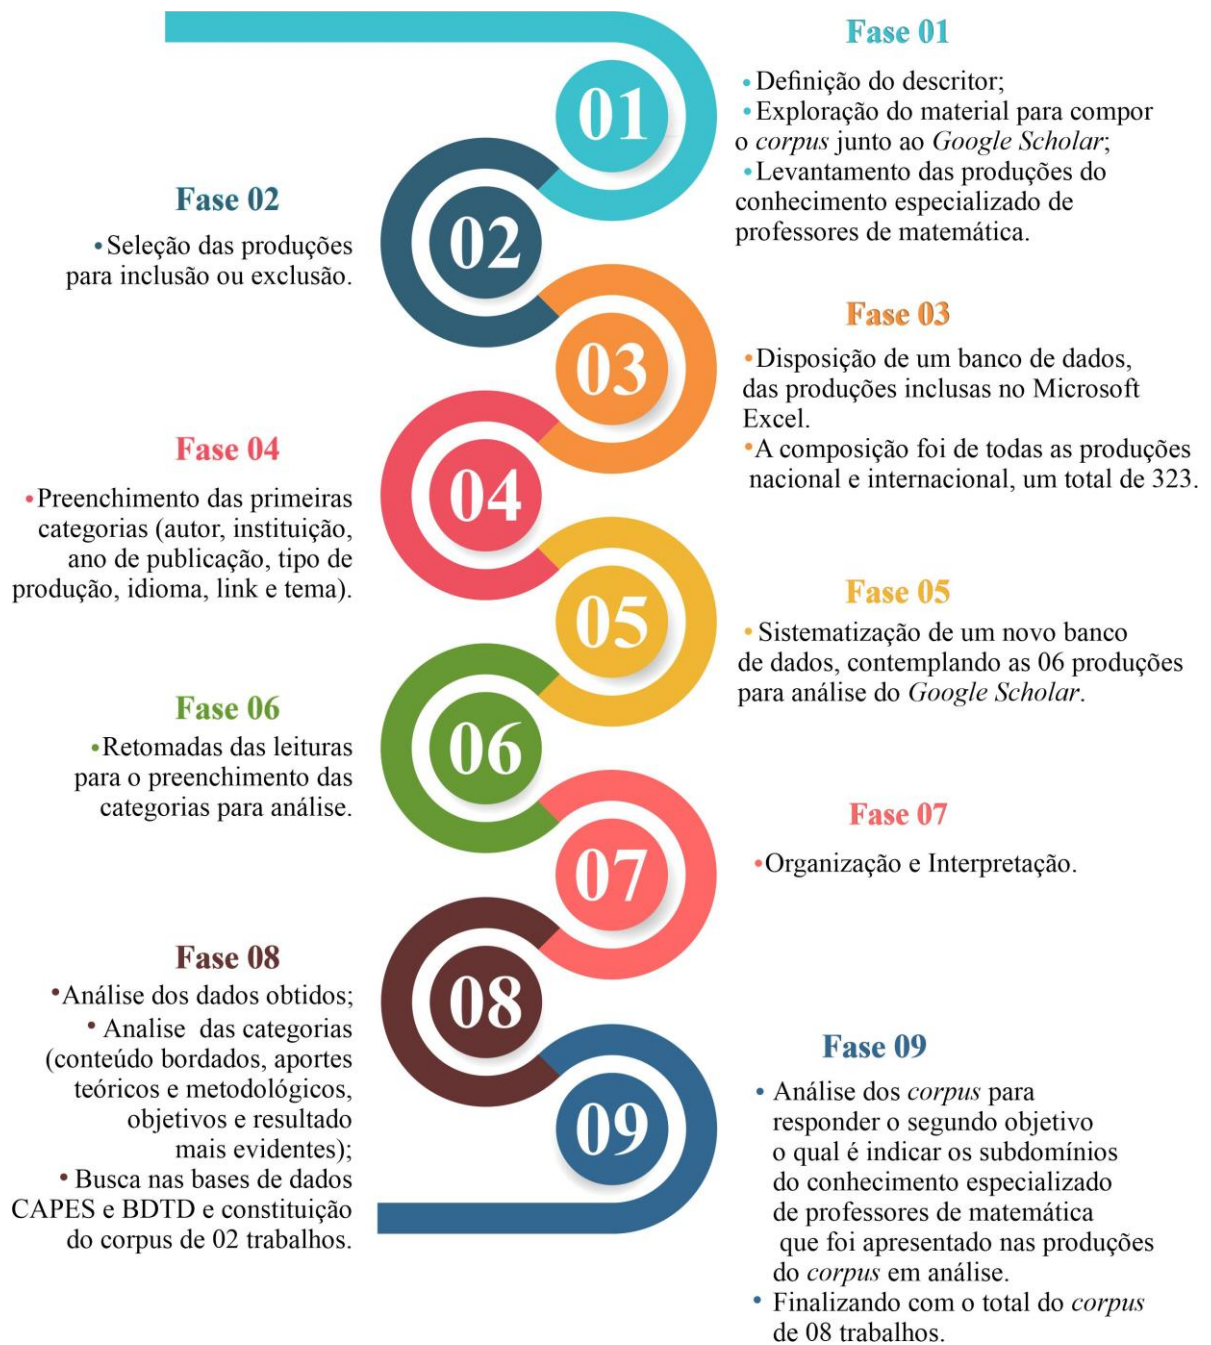 01
Fase 01
• Definição do descritor;
• Exploração do material para compor
o corpus junto ao Google Scholar;
• Levantamento das produções do
conhecimento especializado de
professores de matemática.
02
Fase 02
• Seleção das produções
para inclusão ou exclusão.
03
Fase 03
• Disposição de um banco de dados,
das produções inclusas no Microsoft
Excel.
• A composição foi de todas as produções
nacional e internacional, um total de 323.
04
Fase 04
• Preenchimento das primeiras
categorias (autor, instituição,
ano de publicação, tipo de
produção, idioma, link e tema).
05
Fase 05
• Sistematização de um novo banco
de dados, contemplando as 06 produções
para análise do Google Scholar.
06
Fase 06
• Retomadas das leituras
para o preenchimento das
categorias para análise.
07
Fase 07
• Organização e Interpretação.
08
Fase 08
• Análise dos dados obtidos;
• Analise das categorias
(conteúdo bordados, aportes
teóricos e metodológicos,
objetivos e resultado
mais evidentes);
• Busca nas bases de dados
CAPES e BDTD e constituição
do corpus de 02 trabalhos.
09
Fase 09
• Análise dos corpus para
responder o segundo objetivo
o qual é indicar os subdomínios
do conhecimento especializado
de professores de matemática
que foi apresentado nas produções
do corpus em análise.
• Finalizando com o total do corpus
de 08 trabalhos.